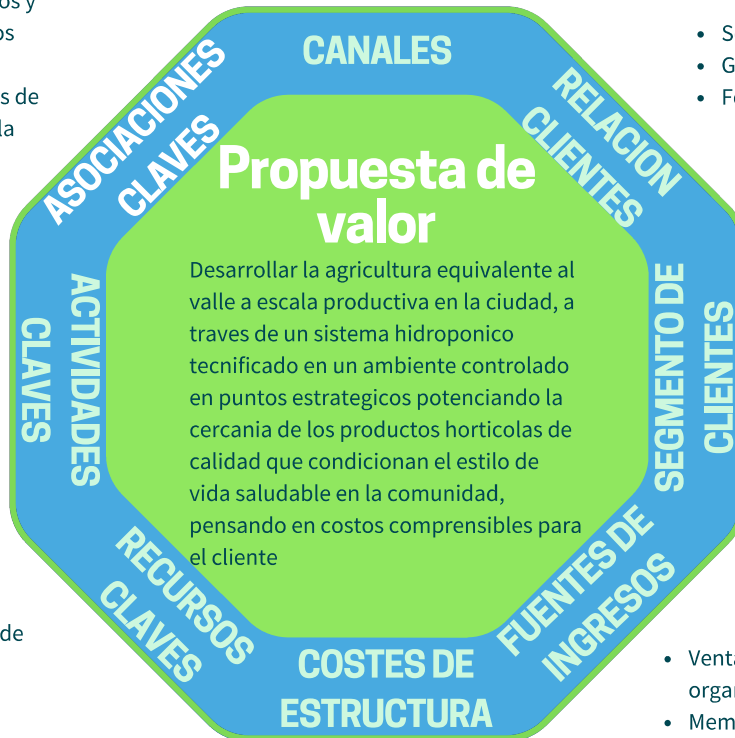 s de
la
CANALES
ASOCIACIONES
CLAVES
RELACION
CLIENTES
Propuesta de
valor
Desarrollar la agricultura equivalente al
valle a escala productiva en la ciudad, a
traves de un sistema hidroponico
tecnificado en un ambiente controlado
en puntos estrategicos potenciando la
cercania de los productos horticolas de
calidad que condicionan el estilo de
vida saludable en la comunidad,
pensando en costos comprensibles para
el cliente
ACTIVIDADES
CLAVES
SEGMENTO DE
CLIENTES
RECURSOS
CLAVES
FUENTES DE
INGRESOS
COSTES DE
ESTRUCTURA
de